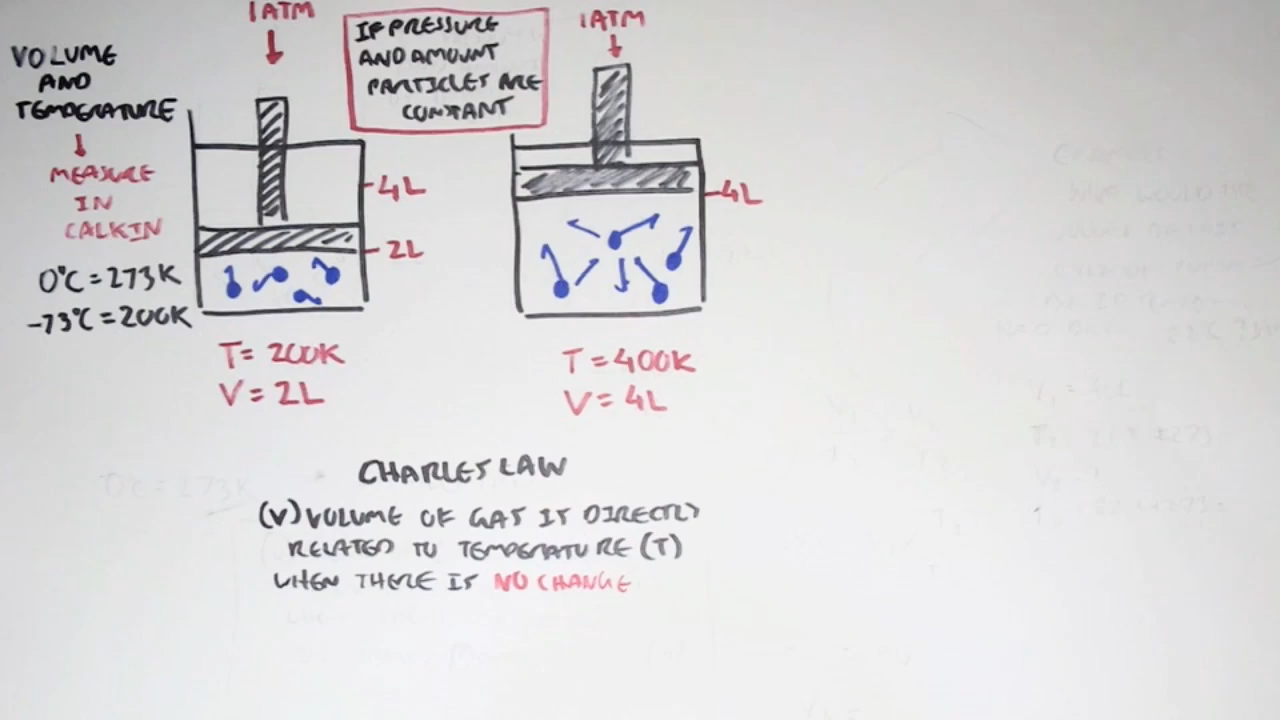 VOLUME
AND
TEMPERATURE
MEASURE
IN
CALKIN
0°C = 273K
-73°C = 200K
1ATM
IF PRESSURE
AND AMOUNT
PARTICLES ARE
CONSTANT
1ATM
4L
2L
4L
T = 200K
V = 2L
T = 400K
V = 4L
CHARLES LAW
(V) VOLUME OF GAS IS DIRECTLY
RELATED TO TEMPERATURE (T)
WHEN THERE IS NO CHANGE
0°C = 273K